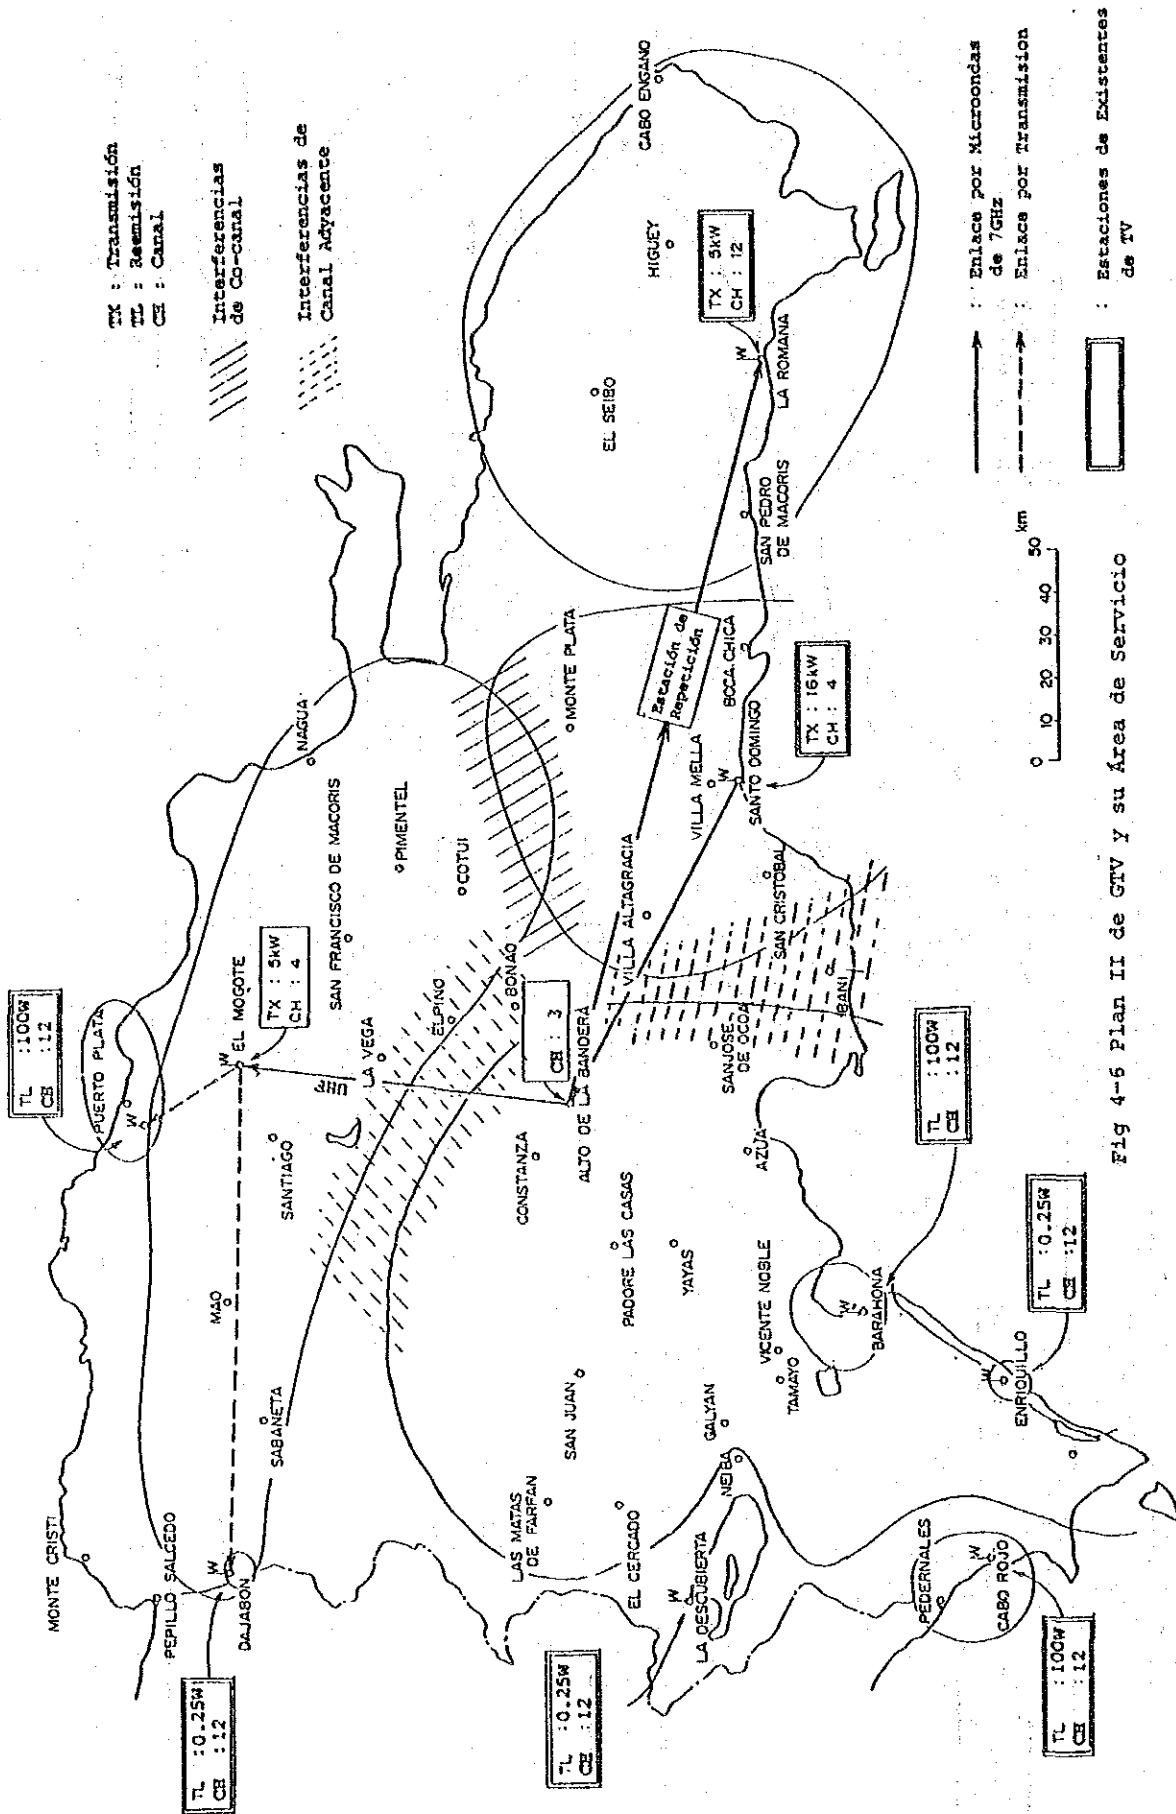 TX : Transmisión
TL : Reemisión
CH : Canal
Interferencias
de Co-canal
Interferencias de
Canal Adyacente
MONTE CRISTI
PEPILLO SALCEDO
DAJABON
TL :0.25W
CH :12
SABANETA
MAO
SANTIAGO
TL :100W
CH :12
PUERTO PLATA
W
EL MOGOTE
TX : 5kW
CH : 4
UHF
LA VEGA
SAN FRANCISCO DE MACORIS
NAGUA
PIMENTEL
COTUI
ELPINO
BONAO
CH : 3
ALTO DE LA BANDERA
CONSTANZA
LAS MATAS
DE FARFAN
SAN JUAN
EL CERCADO
PADORE LAS CASAS
YAYAS
VICENTE NOBLE
TAMAYO
GALYAN
NEIBA
W
LA DESCUBIERTA
TL :0.25W
CH :12
AZUA
SANJOSE
DE OCOA
BANI
SAN CRISTOBAL
VILLA ALTAGRACIA
VILLA MELLA
W
SANTO DOMINGO
TX : 16kW
CH : 4
BOCA CHICA
MONTE PLATA
Estación de
Repetición
SAN PEDRO
DE MACORIS
LA ROMANA
W
TX : 5kW
CH : 12
EL SEIBO
HIGUEY
CABO ENGANO
W
BARAHONA
TL :100W
CH :12
W
ENRIQUILLO
TL :0.25W
CH :12
PEDERNALES
W
CABO ROJO
TL :100W
CH :12
W
W
0 10 20 30 40 50 km
: Enlace por Microondas
de 7GHz
: Enlace por Transmision
: Estaciones de Existentes
de TV
Fig 4-6 Plan II de GTV y su Área de Servicio